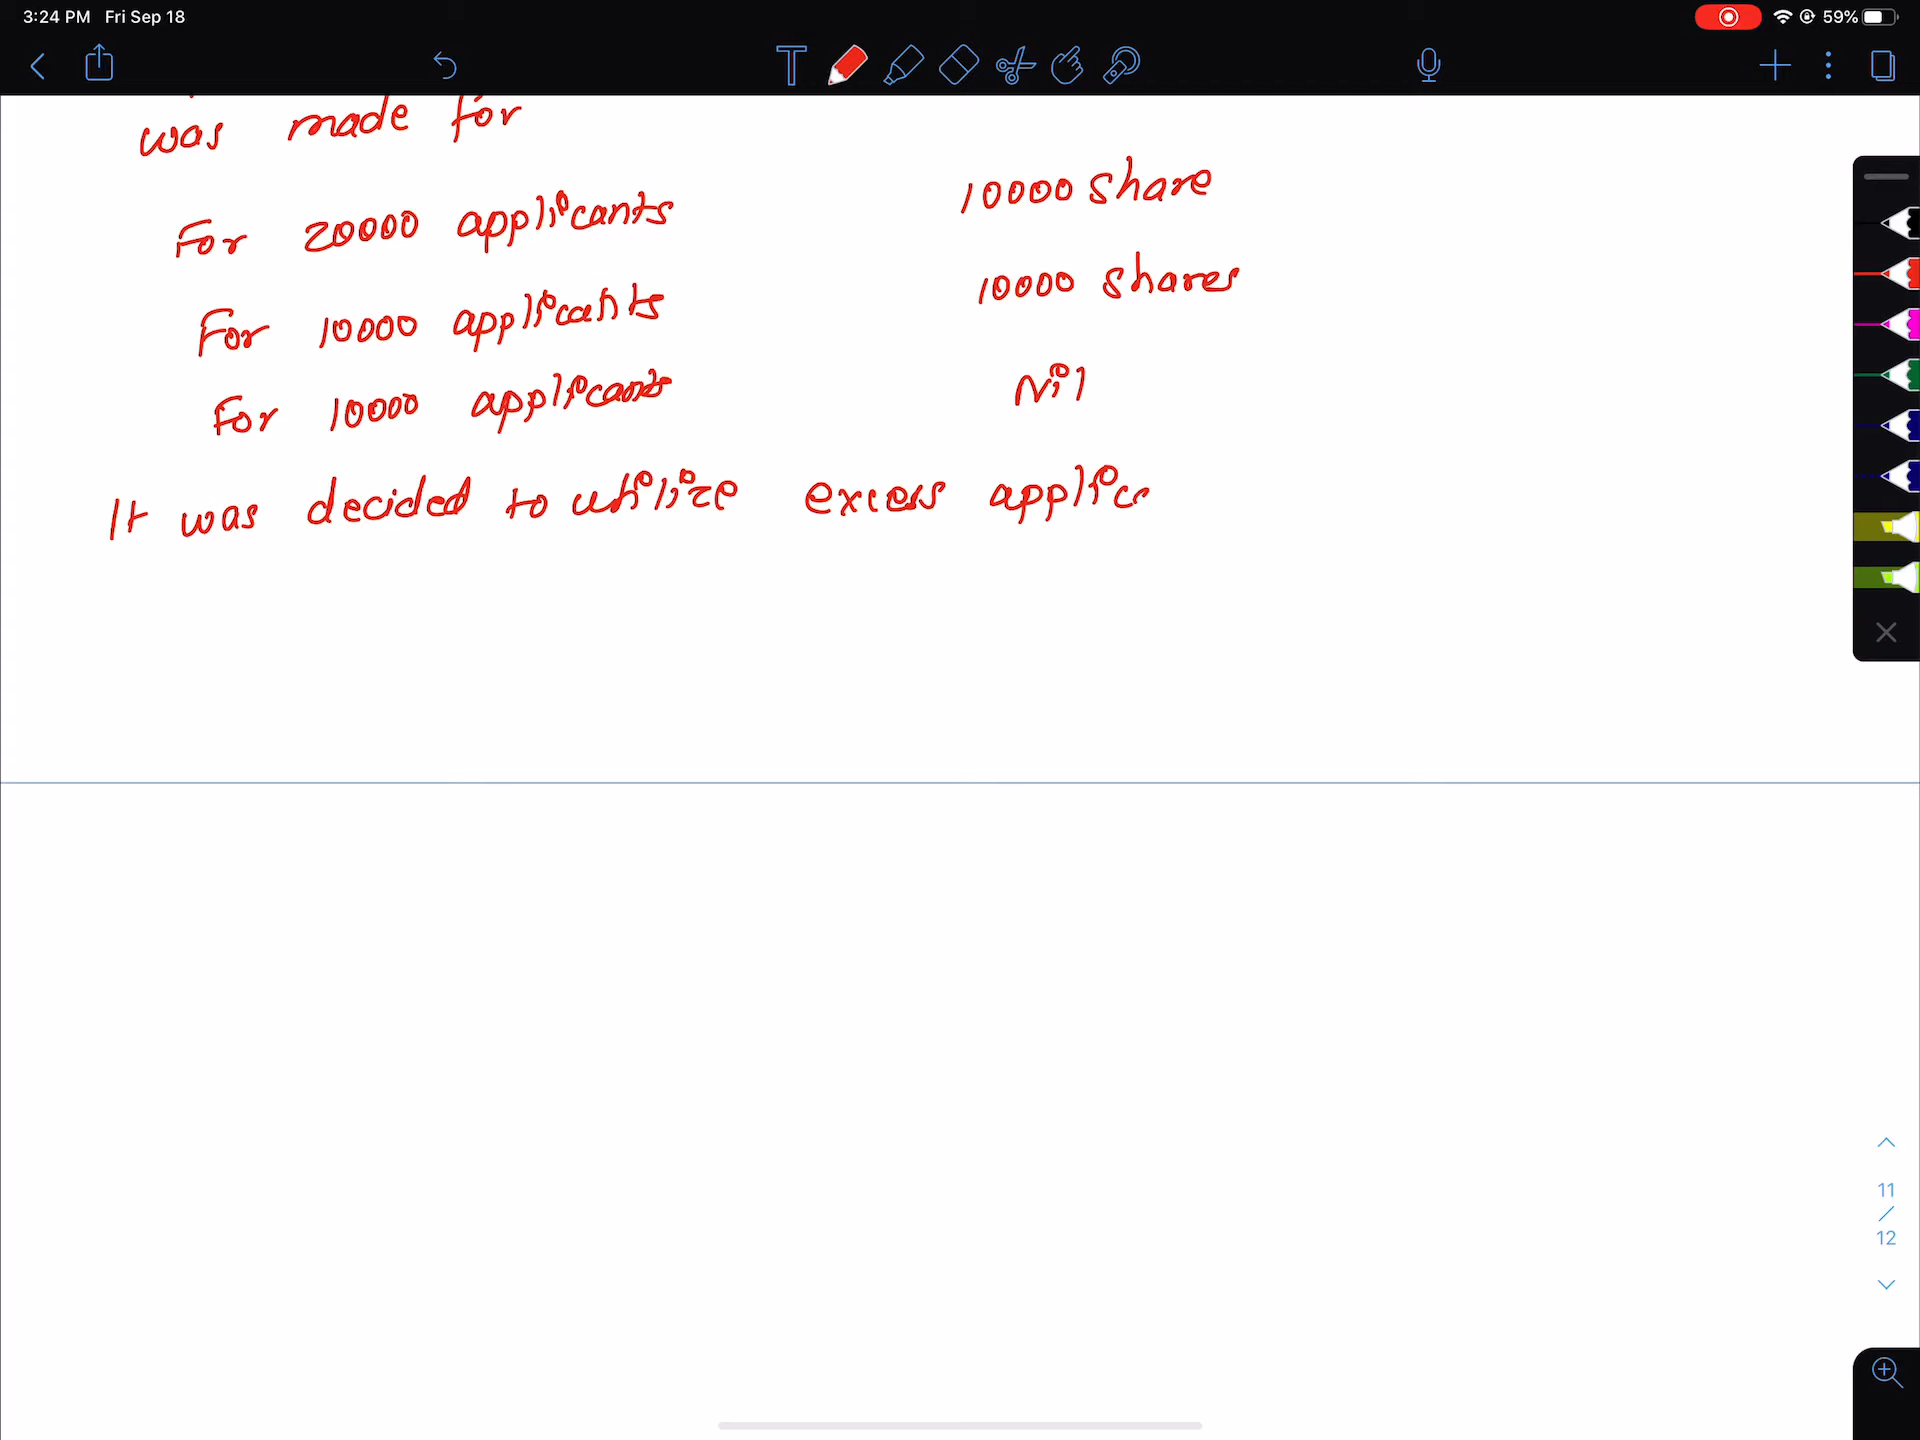 3:24 PM Fri Sep 18 59%
was made for
For 20000 applicants 10000 share
For 10000 applicants 10000 shares
For 10000 applicants Nil
It was decided to utilize excess applic
11
/
12